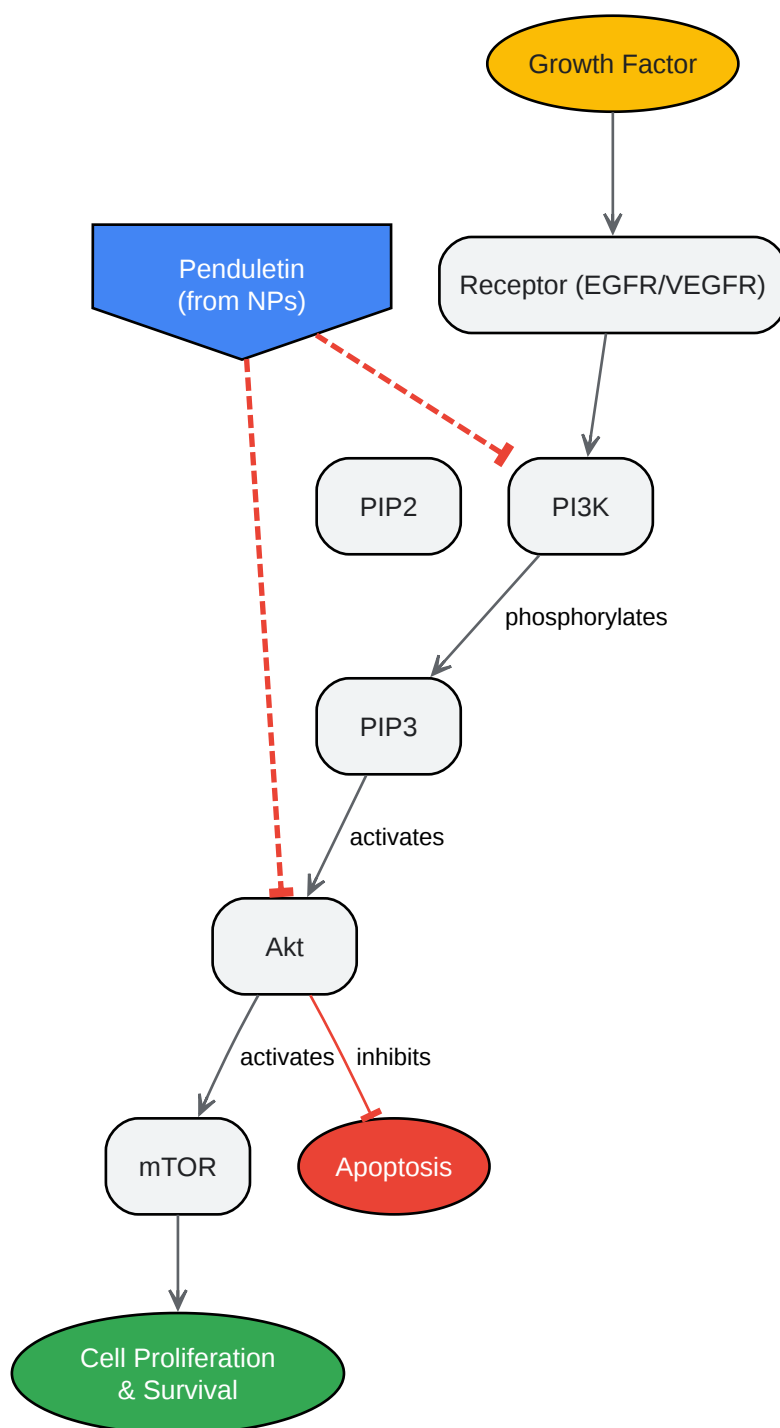 Growth Factor
Penduletin
(from NPs)
Receptor (EGFR/VEGFR)
PIP2
PI3K
phosphorylates
PIP3
activates
Akt
activates
inhibits
mTOR
Apoptosis
Cell Proliferation
& Survival